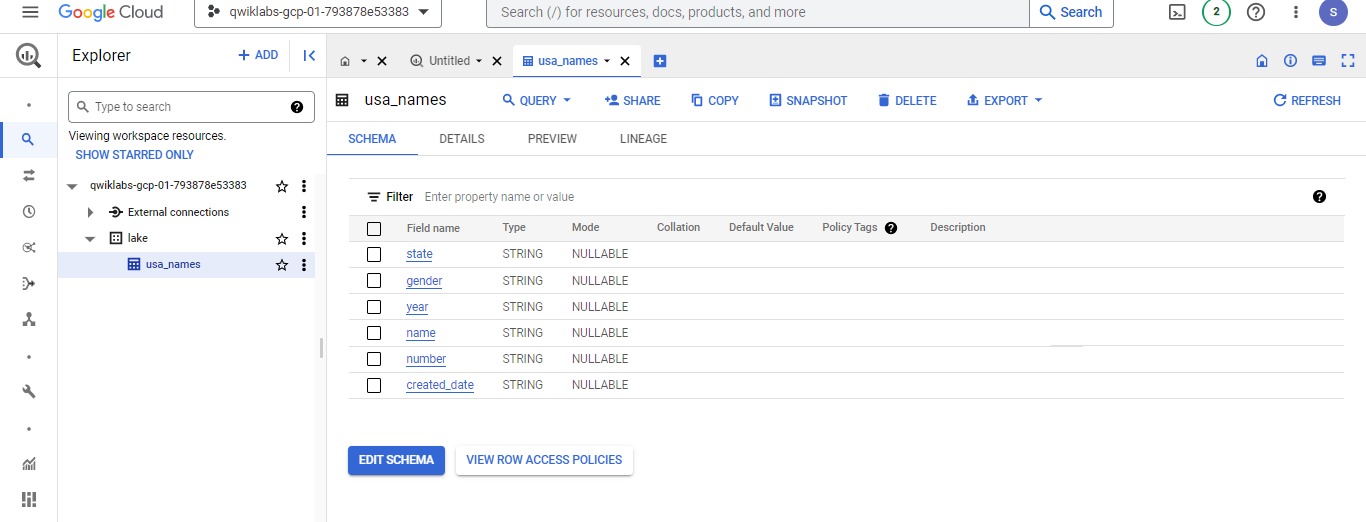 Google Cloud
qwiklabs-gcp-01-793878e53383
Search (/) for resources, docs, products, and more
Search
2
S
Explorer
+ ADD
Untitled
usa_names
Type to search
Viewing workspace resources.
SHOW STARRED ONLY
qwiklabs-gcp-01-793878e53383
External connections
lake
usa_names
usa_names
QUERY
SHARE
COPY
SNAPSHOT
DELETE
EXPORT
REFRESH
SCHEMA
DETAILS
PREVIEW
LINEAGE
Filter Enter property name or value
Field name Type Mode Collation Default Value Policy Tags Description
state STRING NULLABLE
gender STRING NULLABLE
year STRING NULLABLE
name STRING NULLABLE
number STRING NULLABLE
created_date STRING NULLABLE
EDIT SCHEMA
VIEW ROW ACCESS POLICIES